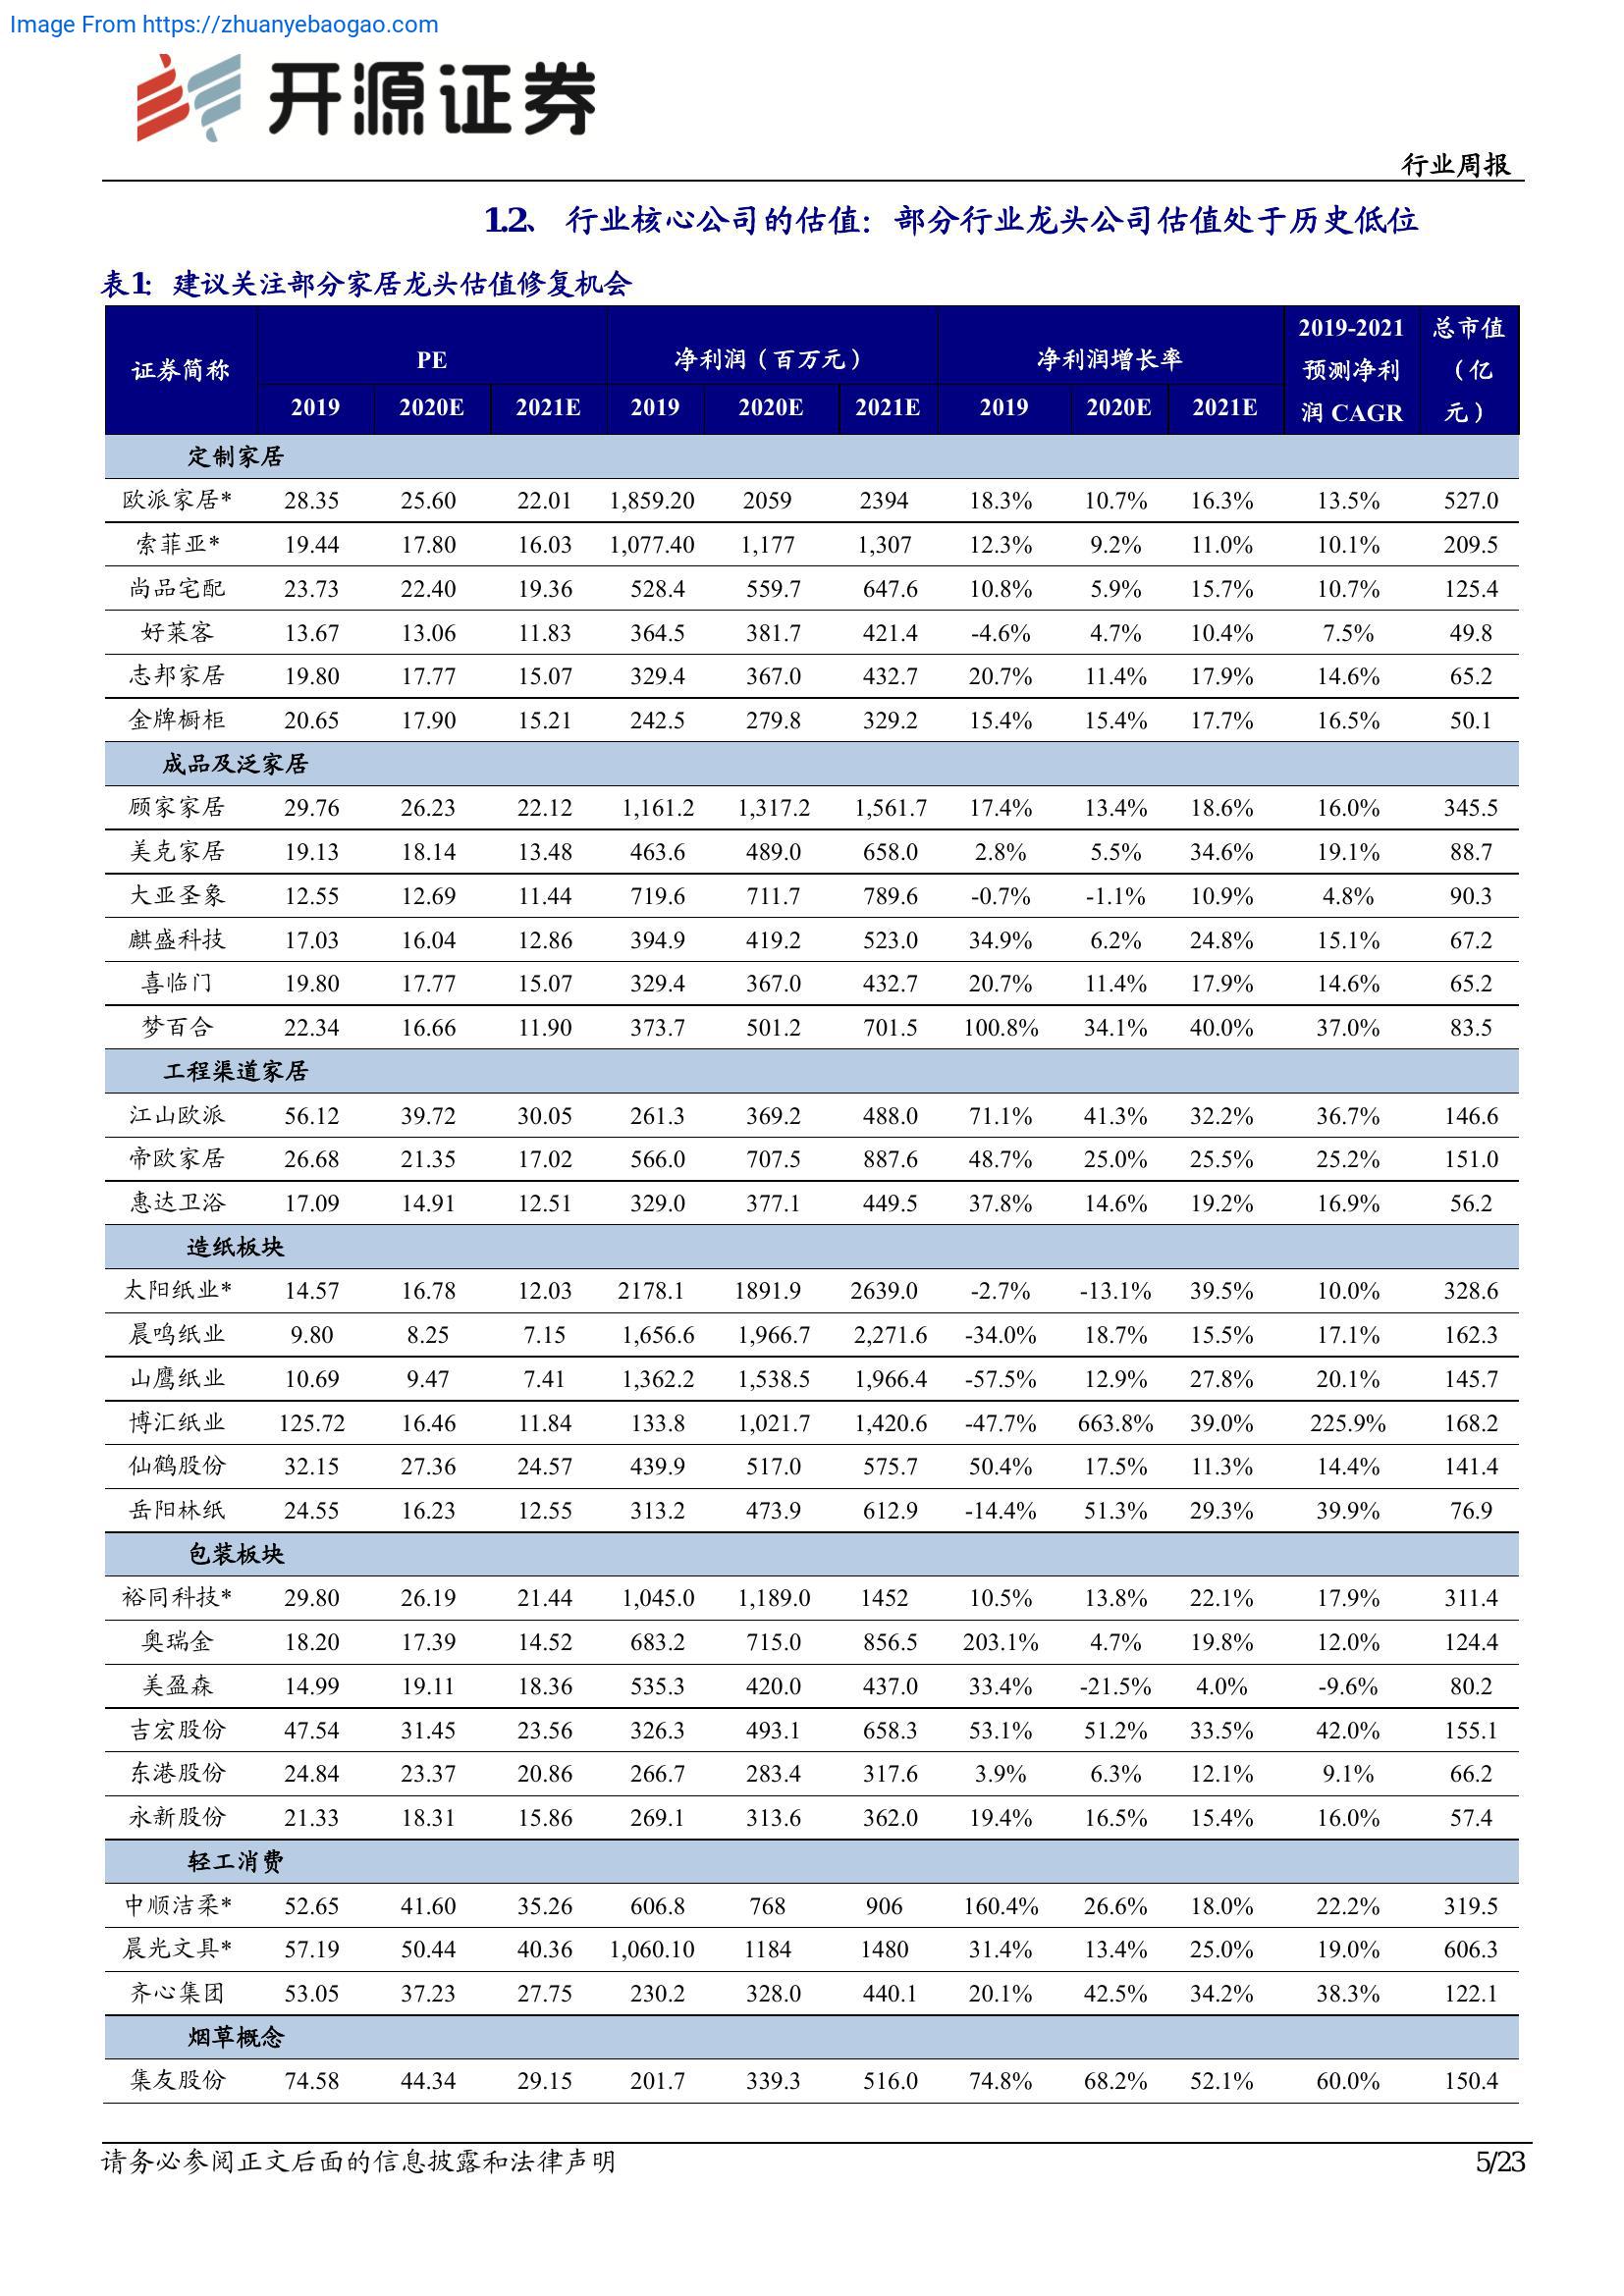 Image From https://zhuanyebaogao.com
开源证券
行业周报
1.2、 行业核心公司的估值：部分行业龙头公司估值处于历史低位
表1：建议关注部分家居龙头估值修复机会
证券简称 PE 净利润（百万元） 净利润增长率 2019-2021预测净利润 CAGR 总市值（亿元）
2019 2020E 2021E 2019 2020E 2021E 2019 2020E 2021E
定制家居
欧派家居* 28.35 25.60 22.01 1,859.20 2059 2394 18.3% 10.7% 16.3% 13.5% 527.0
索菲亚* 19.44 17.80 16.03 1,077.40 1,177 1,307 12.3% 9.2% 11.0% 10.1% 209.5
尚品宅配 23.73 22.40 19.36 528.4 559.7 647.6 10.8% 5.9% 15.7% 10.7% 125.4
好莱客 13.67 13.06 11.83 364.5 381.7 421.4 -4.6% 4.7% 10.4% 7.5% 49.8
志邦家居 19.80 17.77 15.07 329.4 367.0 432.7 20.7% 11.4% 17.9% 14.6% 65.2
金牌橱柜 20.65 17.90 15.21 242.5 279.8 329.2 15.4% 15.4% 17.7% 16.5% 50.1
成品及泛家居
顾家家居 29.76 26.23 22.12 1,161.2 1,317.2 1,561.7 17.4% 13.4% 18.6% 16.0% 345.5
美克家居 19.13 18.14 13.48 463.6 489.0 658.0 2.8% 5.5% 34.6% 19.1% 88.7
大亚圣象 12.55 12.69 11.44 719.6 711.7 789.6 -0.7% -1.1% 10.9% 4.8% 90.3
麒盛科技 17.03 16.04 12.86 394.9 419.2 523.0 34.9% 6.2% 24.8% 15.1% 67.2
喜临门 19.80 17.77 15.07 329.4 367.0 432.7 20.7% 11.4% 17.9% 14.6% 65.2
梦百合 22.34 16.66 11.90 373.7 501.2 701.5 100.8% 34.1% 40.0% 37.0% 83.5
工程渠道家居
江山欧派 56.12 39.72 30.05 261.3 369.2 488.0 71.1% 41.3% 32.2% 36.7% 146.6
帝欧家居 26.68 21.35 17.02 566.0 707.5 887.6 48.7% 25.0% 25.5% 25.2% 151.0
惠达卫浴 17.09 14.91 12.51 329.0 377.1 449.5 37.8% 14.6% 19.2% 16.9% 56.2
造纸板块
太阳纸业* 14.57 16.78 12.03 2178.1 1891.9 2639.0 -2.7% -13.1% 39.5% 10.0% 328.6
晨鸣纸业 9.80 8.25 7.15 1,656.6 1,966.7 2,271.6 -34.0% 18.7% 15.5% 17.1% 162.3
山鹰纸业 10.69 9.47 7.41 1,362.2 1,538.5 1,966.4 -57.5% 12.9% 27.8% 20.1% 145.7
博汇纸业 125.72 16.46 11.84 133.8 1,021.7 1,420.6 -47.7% 663.8% 39.0% 225.9% 168.2
仙鹤股份 32.15 27.36 24.57 439.9 517.0 575.7 50.4% 17.5% 11.3% 14.4% 141.4
岳阳林纸 24.55 16.23 12.55 313.2 473.9 612.9 -14.4% 51.3% 29.3% 39.9% 76.9
包装板块
裕同科技* 29.80 26.19 21.44 1,045.0 1,189.0 1452 10.5% 13.8% 22.1% 17.9% 311.4
奥瑞金 18.20 17.39 14.52 683.2 715.0 856.5 203.1% 4.7% 19.8% 12.0% 124.4
美盈森 14.99 19.11 18.36 535.3 420.0 437.0 33.4% -21.5% 4.0% -9.6% 80.2
吉宏股份 47.54 31.45 23.56 326.3 493.1 658.3 53.1% 51.2% 33.5% 42.0% 155.1
东港股份 24.84 23.37 20.86 266.7 283.4 317.6 3.9% 6.3% 12.1% 9.1% 66.2
永新股份 21.33 18.31 15.86 269.1 313.6 362.0 19.4% 16.5% 15.4% 16.0% 57.4
轻工消费
中顺洁柔* 52.65 41.60 35.26 606.8 768 906 160.4% 26.6% 18.0% 22.2% 319.5
晨光文具* 57.19 50.44 40.36 1,060.10 1184 1480 31.4% 13.4% 25.0% 19.0% 606.3
齐心集团 53.05 37.23 27.75 230.2 328.0 440.1 20.1% 42.5% 34.2% 38.3% 122.1
烟草概念
集友股份 74.58 44.34 29.15 201.7 339.3 516.0 74.8% 68.2% 52.1% 60.0% 150.4
请务必参阅正文后面的信息披露和法律声明 5/23